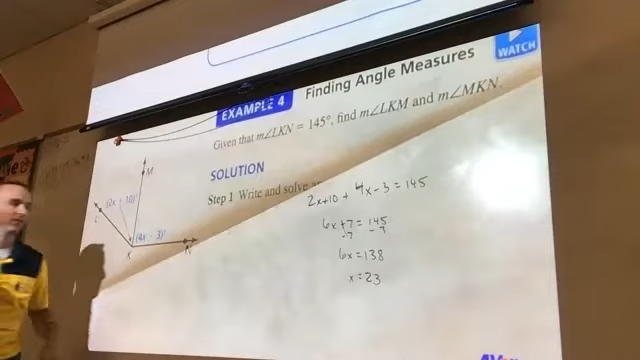 WATCH
EXAMPLE 4 Finding Angle Measures
Given that m∠LKN = 145°, find m∠LKM and m∠MKN.
SOLUTION
Step 1 Write and solve
2x+10 + 4x-3 = 145
6x+7 = 145
-7 -7
6x = 138
x = 23
M
(2x + 10)°
L
(4x - 3)°
K
N